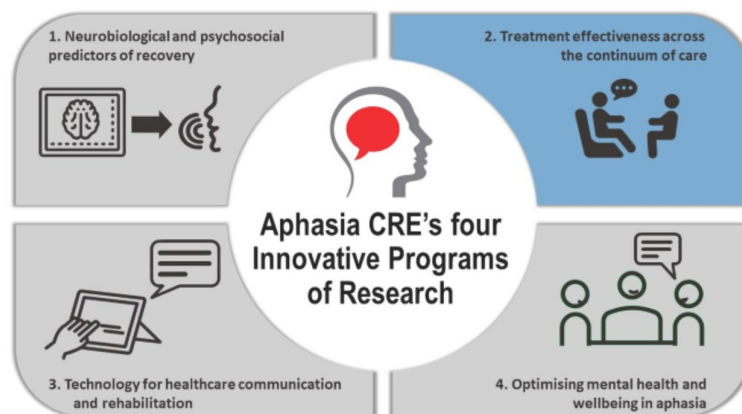 1. Neurobiological and psychosocial
predictors of recovery
2. Treatment effectiveness across
the continuum of care
Aphasia CRE's four
Innovative Programs
of Research
3. Technology for healthcare communication
and rehabilitation
4. Optimising mental health and
wellbeing in aphasia